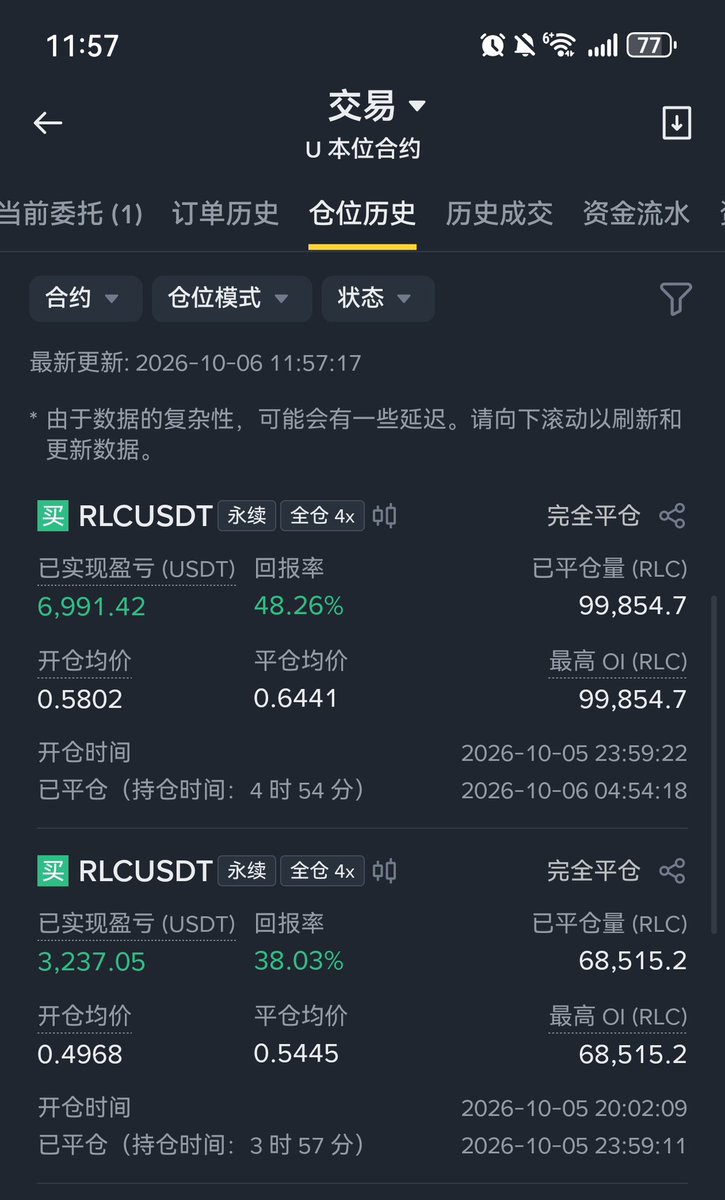 11:57
6+
77
交易
U 本位合约
当前委托 (1) 订单历史 仓位历史 历史成交 资金流水
合约 仓位模式 状态
最新更新: 2026-10-06 11:57:17
* 由于数据的复杂性，可能会有一些延迟。请向下滚动以刷新和
更新数据。
买 RLCUSDT 永续 全仓 4x 完全平仓
已实现盈亏 (USDT) 回报率 已平仓量 (RLC)
6,991.42 48.26% 99,854.7
开仓均价 平仓均价 最高 OI (RLC)
0.5802 0.6441 99,854.7
开仓时间 2026-10-05 23:59:22
已平仓（持仓时间：4 时 54 分） 2026-10-06 04:54:18
买 RLCUSDT 永续 全仓 4x 完全平仓
已实现盈亏 (USDT) 回报率 已平仓量 (RLC)
3,237.05 38.03% 68,515.2
开仓均价 平仓均价 最高 OI (RLC)
0.4968 0.5445 68,515.2
开仓时间 2026-10-05 20:02:09
已平仓（持仓时间：3 时 57 分） 2026-10-05 23:59:11